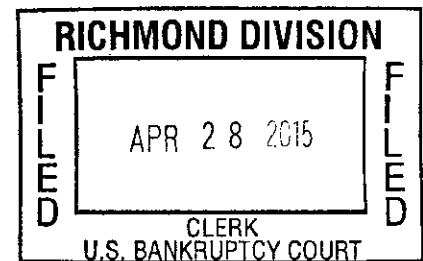 RICHMOND DIVISION
FILED
APR 28 2015
FILED
CLERK
U.S. BANKRUPTCY COURT